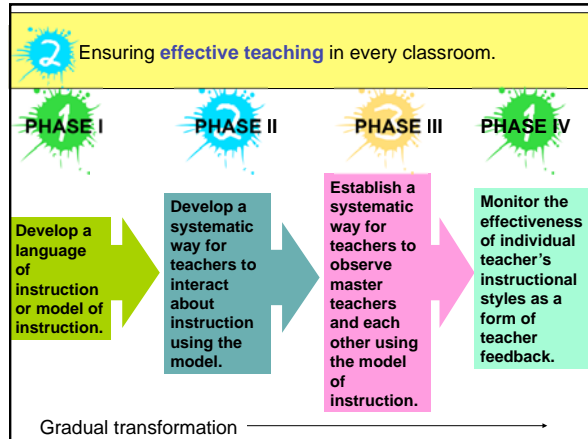 2 Ensuring effective teaching in every classroom.
1
PHASE I
2
PHASE II
3
PHASE III
1
PHASE IV
Develop a
language
of
instruction
or model of
instruction.
Develop a
systematic
way for
teachers to
interact
about
instruction
using the
model.
Establish a
systematic
way for
teachers to
observe
master
teachers
and each
other using
the model
of
instruction.
Monitor the
effectiveness
of individual
teacher's
instructional
styles as a
form of
teacher
feedback.
Gradual transformation